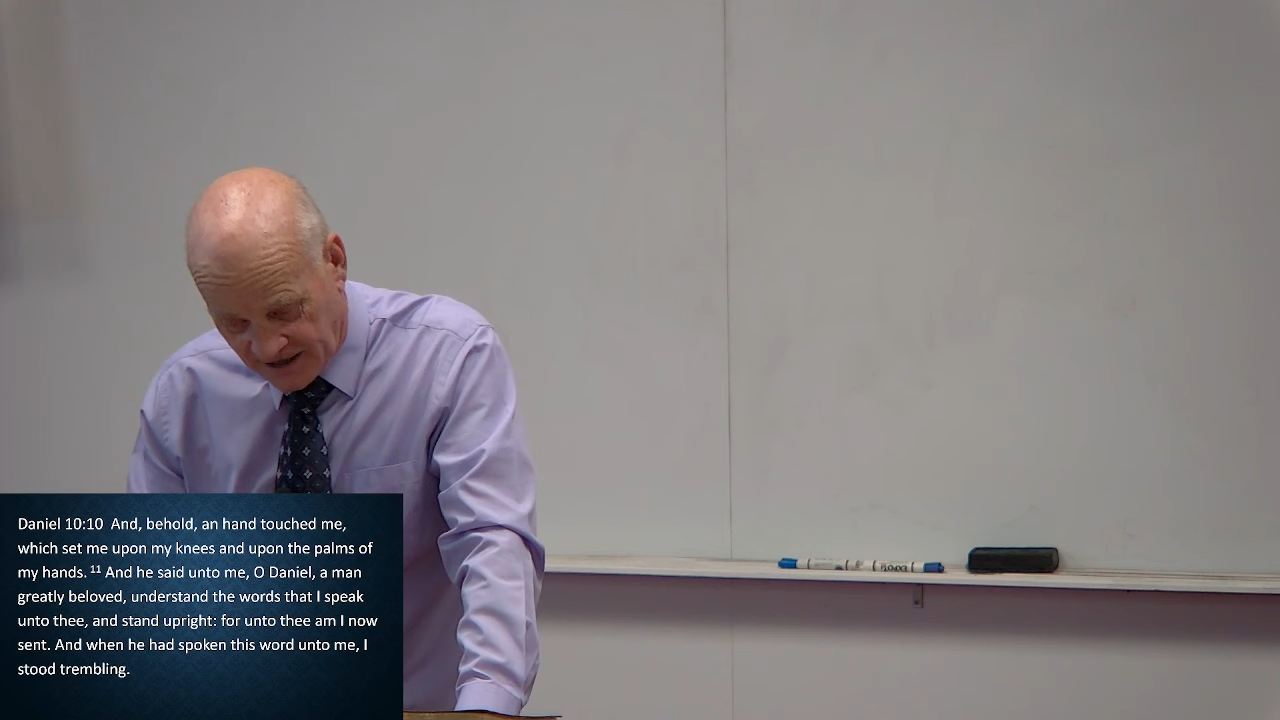 Daniel 10:10  And, behold, an hand touched me,
which set me upon my knees and upon the palms of
my hands. ¹¹ And he said unto me, O Daniel, a man
greatly beloved, understand the words that I speak
unto thee, and stand upright: for unto thee am I now
sent. And when he had spoken this word unto me, I
stood trembling.
EXPO